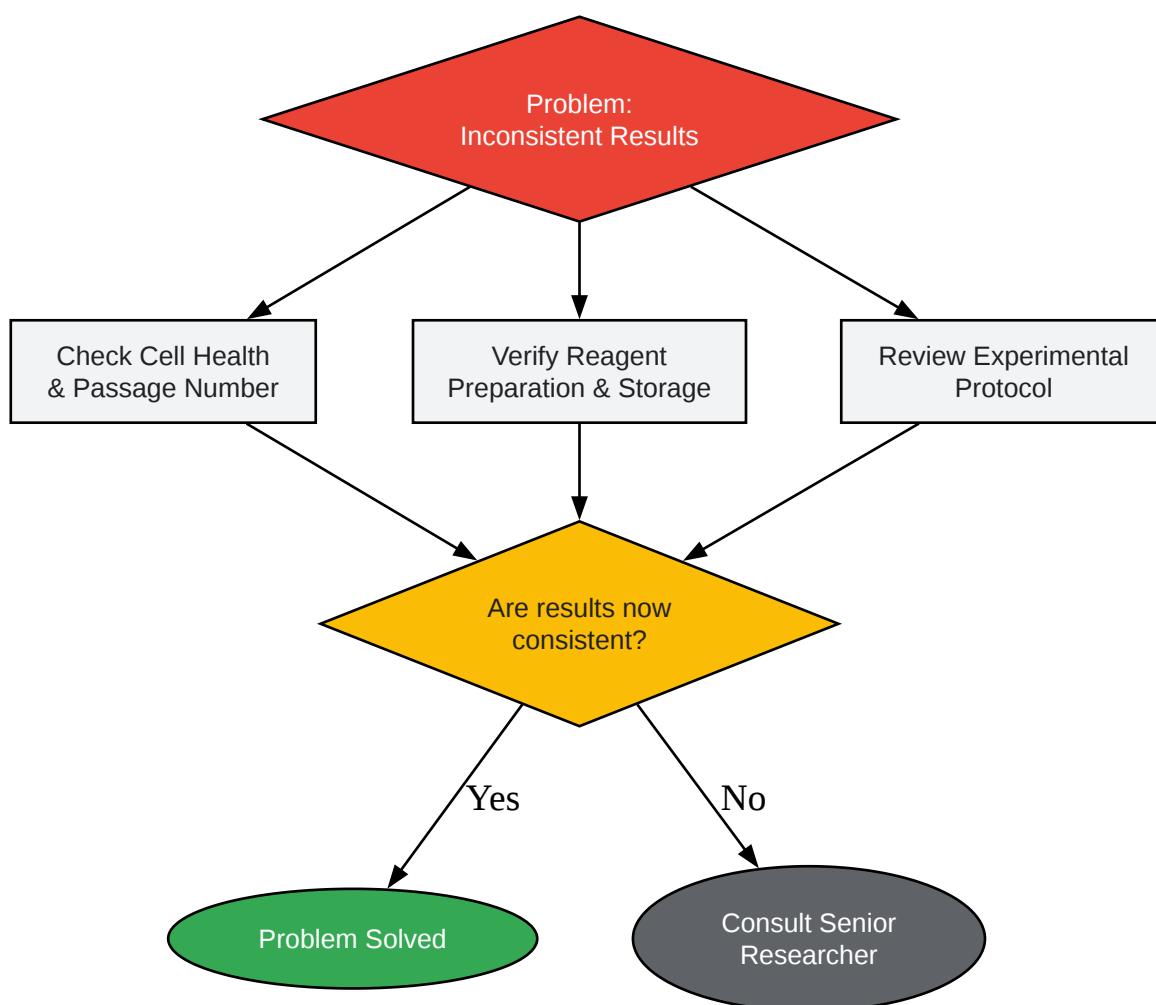 Problem:
Inconsistent Results
Check Cell Health
& Passage Number
Verify Reagent
Preparation & Storage
Review Experimental
Protocol
Are results now
consistent?
Yes
No
Problem Solved
Consult Senior
Researcher